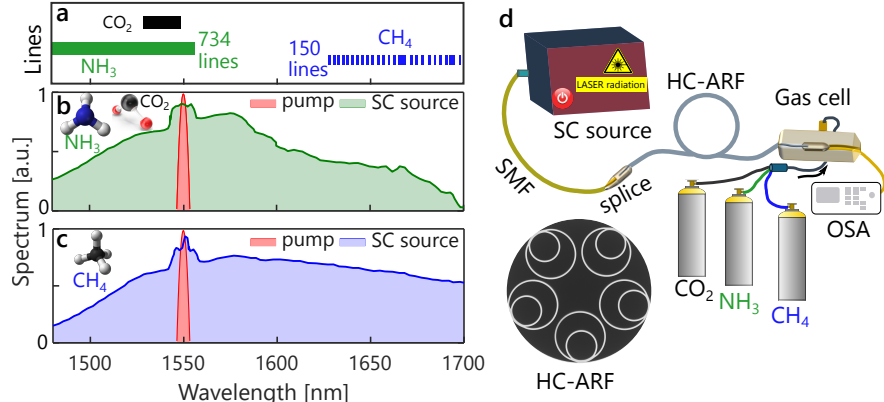 a
CO2
734
lines
150
lines
CH4
NH3
Lines
b
CO2
NH3
pump
SC source
1
0
c
CH4
pump
SC source
1
0
Spectrum [a.u.]
1500
1550
1600
1650
1700
Wavelength [nm]
d
LASER radiation
SC source
HC-ARF
Gas cell
SMF
splice
OSA
CO2
NH3
CH4
HC-ARF